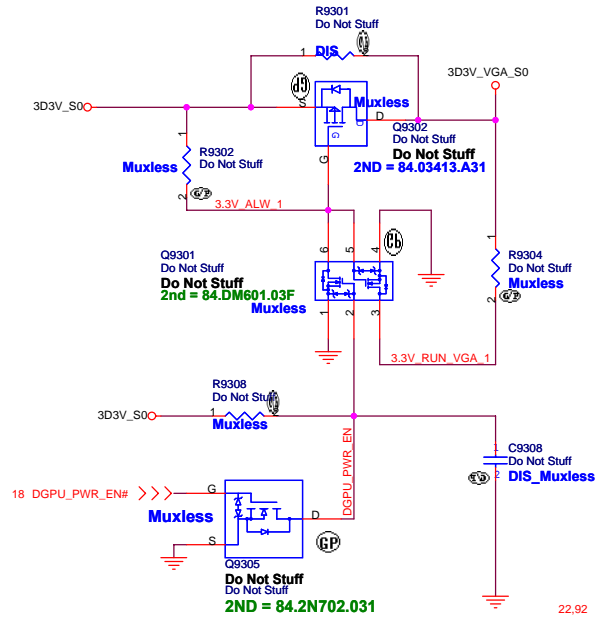 R9301
Do Not Stuff
1
DIS
3D3V_VGA_S0
3D3V_S0
S
Muxless
D
G
Q9302
Do Not Stuff
Do Not Stuff
2ND = 84.03413.A31
1
R9302
Do Not Stuff
Muxless
2
G
3.3V_ALW_1
Q9301
Do Not Stuff
Do Not Stuff
2nd = 84.DM601.03F
Muxless
6
5
4
1
2
3
1
R9304
Do Not Stuff
Muxless
2
3.3V_RUN_VGA_1
R9308
Do Not Stuff
3D3V_S0
1
Muxless
DGPU_PWR_EN
1
C9308
Do Not Stuff
DIS_Muxless
2
18 DGPU_PWR_EN#
G
Muxless
D
S
GP
Q9305
Do Not Stuff
Do Not Stuff
2ND = 84.2N702.031
22,92